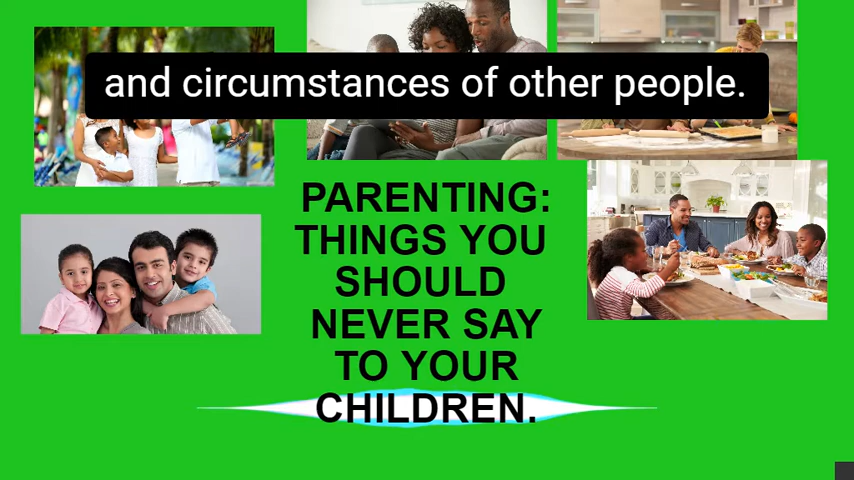 and circumstances of other people.
PARENTING:
THINGS YOU
SHOULD
NEVER SAY
TO YOUR
CHILDREN.